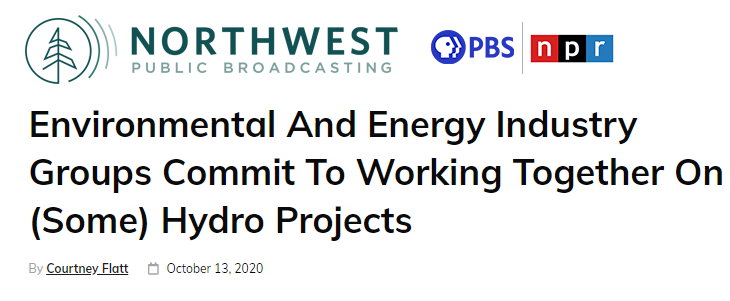 NORTHWEST
PUBLIC BROADCASTING
PBS
npr
Environmental And Energy Industry
Groups Commit To Working Together On
(Some) Hydro Projects
By Courtney Flatt October 13, 2020